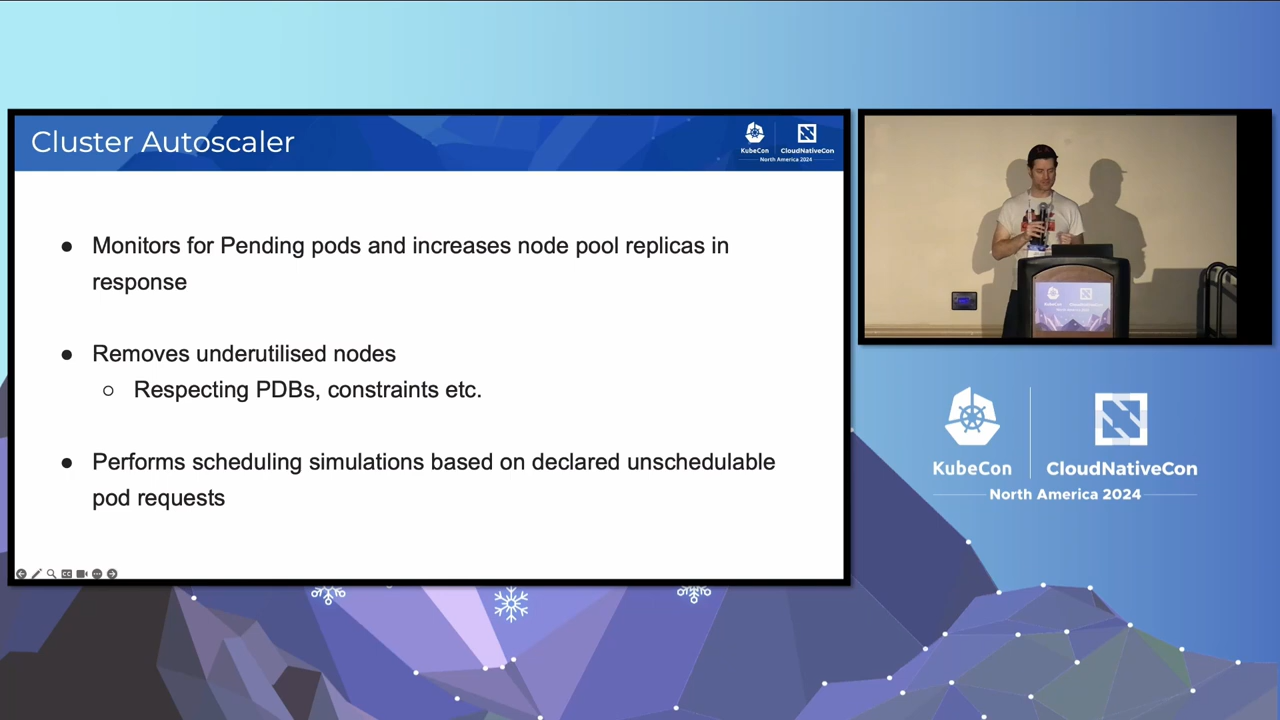 Cluster Autoscaler
KubeCon
CloudNativeCon
North America 2024
● Monitors for Pending pods and increases node pool replicas in
response
● Removes underutilised nodes
○ Respecting PDBs, constraints etc.
● Performs scheduling simulations based on declared unschedulable
pod requests
KubeCon
CloudNativeCon
North America 2024